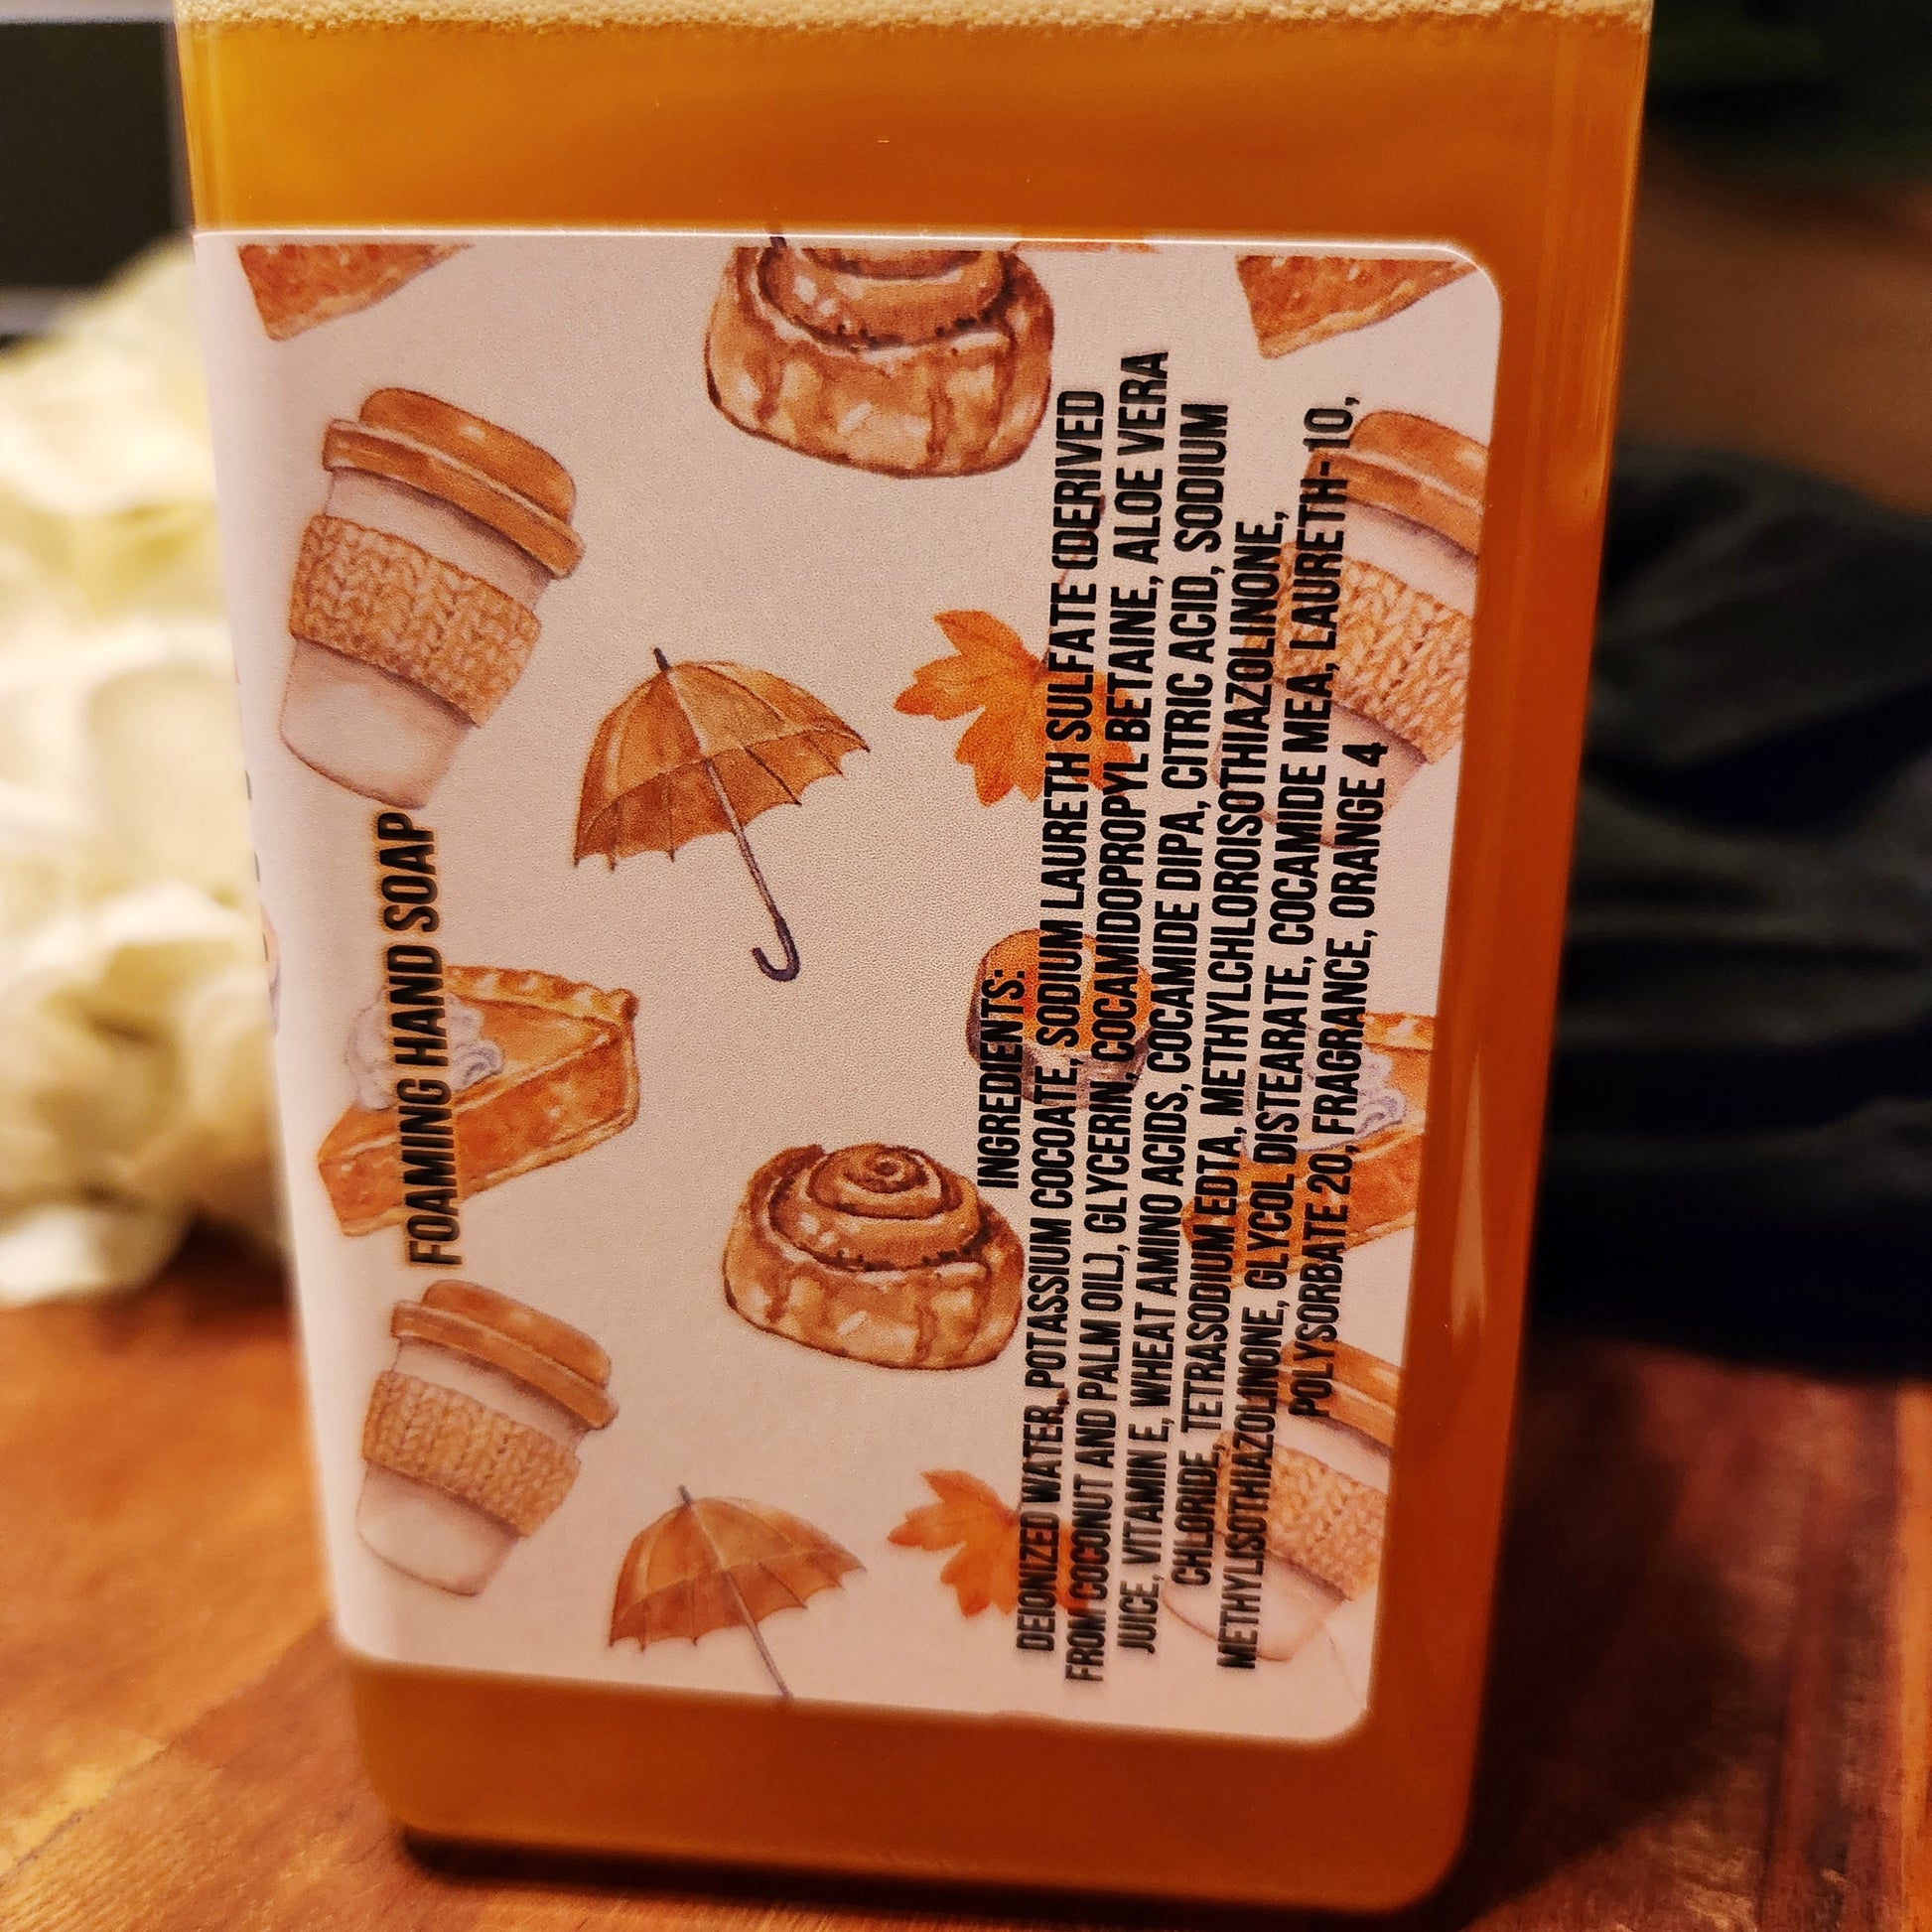 FOAMING HAND SOAP
INGREDIENTS:
DEIONIZED WATER, POTASSIUM COCOATE, SODIUM LAURETH SULFATE (DERIVED
FROM COCONUT AND PALM OIL), GLYCERIN, COCAMIDOPROPYL BETAINE, ALOE VERA
JUICE, VITAMIN E, WHEAT AMINO ACIDS, COCAMIDE DIPA, CITRIC ACID, SODIUM
CHLORIDE, TETRASODIUM EDTA, METHYLCHLOROISOTHIAZOLINONE,
METHYLISOTHIAZOLINONE, GLYCOL DISTEARATE, COCAMIDE MEA, LAURETH-10,
POLYSORBATE 20, FRAGRANCE, ORANGE 4